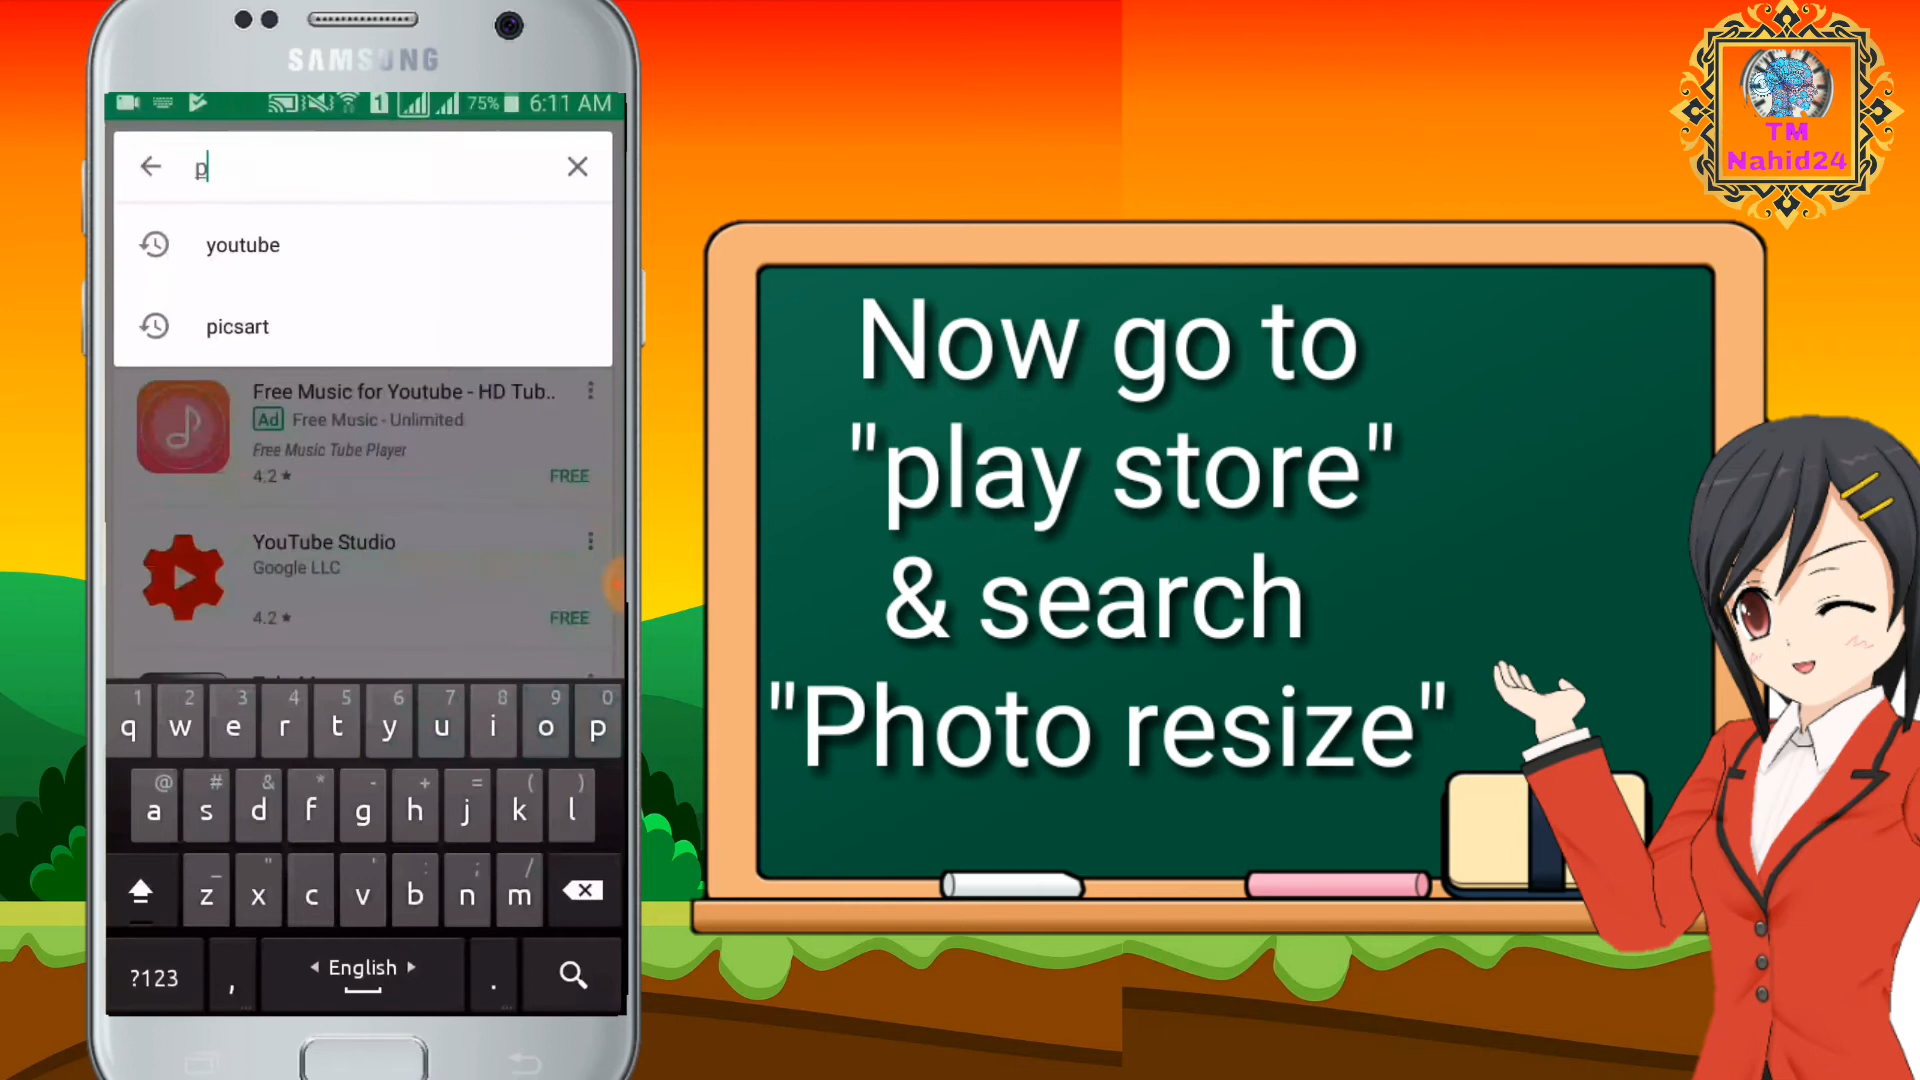 SAMSUNG
1 75% 6:11 AM
p
youtube
picsart
Free Music for Youtube - HD Tub..
Ad Free Music - Unlimited
Free Music Tube Player
4.2 ★ FREE
YouTube Studio
Google LLC
4.2 ★ FREE
1 2 3 4 5 6 7 8 9 0
q w e r t y u i o p
@ # & * - + = ( )
a s d f g h j k l
_ " ' : ; /
z x c v b n m
?123 , English .
Now go to
"play store"
& search
"Photo resize"
TM
Nahid24